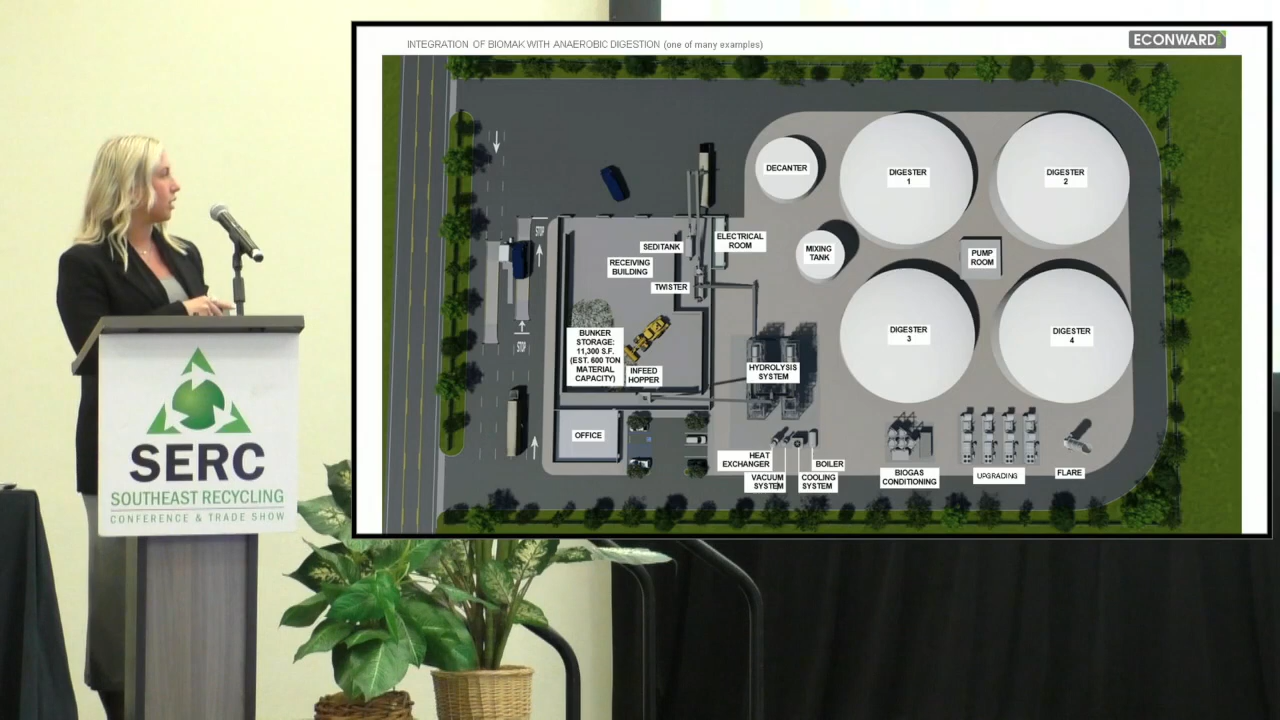 INTEGRATION OF BIOMAK WITH ANAEROBIC DIGESTION (one of many examples)
ECONWARD
DECANTER
DIGESTER
1
DIGESTER
2
STOP
SEDITANK
ELECTRICAL
ROOM
MIXING
TANK
PUMP
ROOM
RECEIVING
BUILDING
TWISTER
STOP
BUNKER
STORAGE:
11,300 S.F.
(EST. 600 TON
MATERIAL
CAPACITY)
INFEED
HOPPER
HYDROLYSIS
SYSTEM
DIGESTER
3
DIGESTER
4
OFFICE
HEAT
EXCHANGER
BOILER
VACUUM
SYSTEM
COOLING
SYSTEM
BIOGAS
CONDITIONING
UPGRADING
FLARE
SERC
SOUTHEAST RECYCLING
CONFERENCE & TRADE SHOW